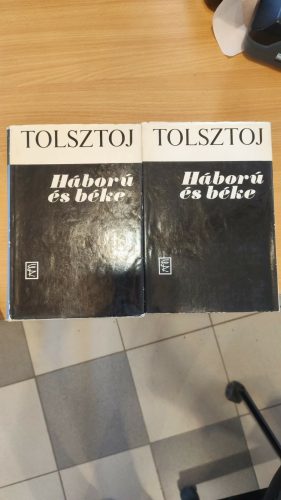 TOLSZTOJ
Háború
és béke
TOLSZTOJ
Háború
és béke